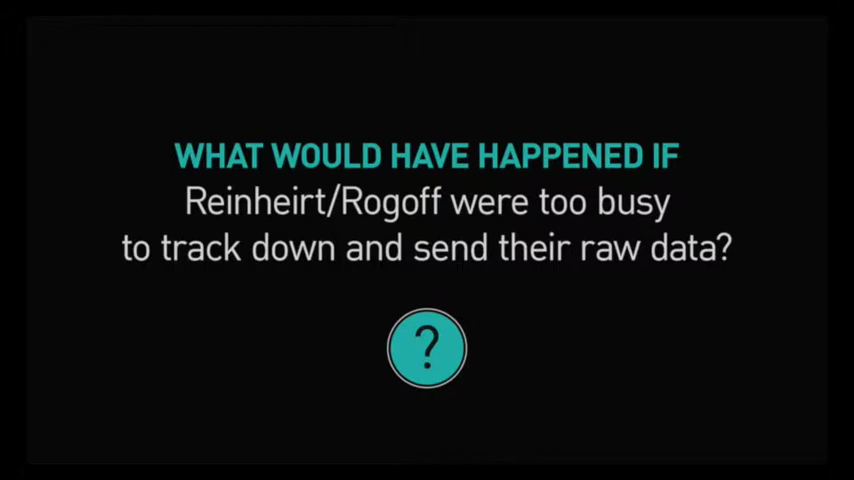 WHAT WOULD HAVE HAPPENED IF
Reinheirt/Rogoff were too busy
to track down and send their raw data?
?